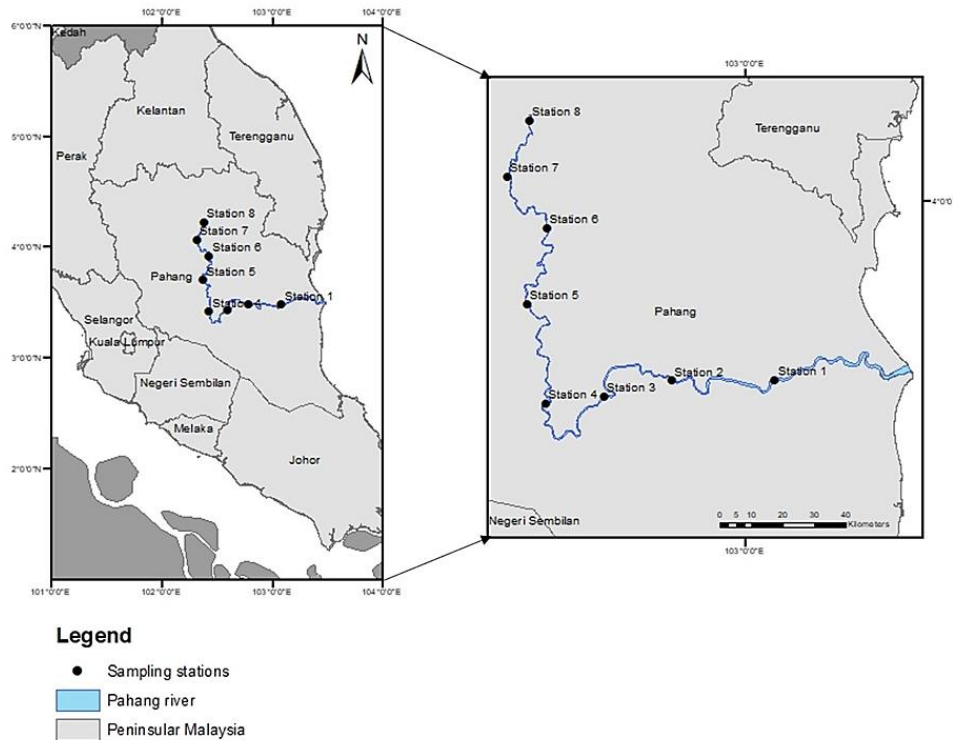 102°0'0"E
103°0'0"E
104°0'0"E
6°0'0"N
Kedah
N
Kelantan
Terengganu
5°0'0"N
Perak
Station 8
Station 7
Station 6
4°0'0"N
Pahang
Station 5
Station 4
Station 1
Selangor
Kuala Lumpur
3°0'0"N
Negeri Sembilan
Melaka
Johor
2°0'0"N
101°0'0"E
102°0'0"E
103°0'0"E
104°0'0"E
103°0'0"E
Station 8
Terengganu
Station 7
4°0'0
Station 6
Station 5
Pahang
Station 2
Station 1
Station 3
Station 4
Negeri Sembilan
0 5 10 20 30 40
Kilometers
103°0'0"E
Legend
Sampling stations
Pahang river
Peninsular Malaysia